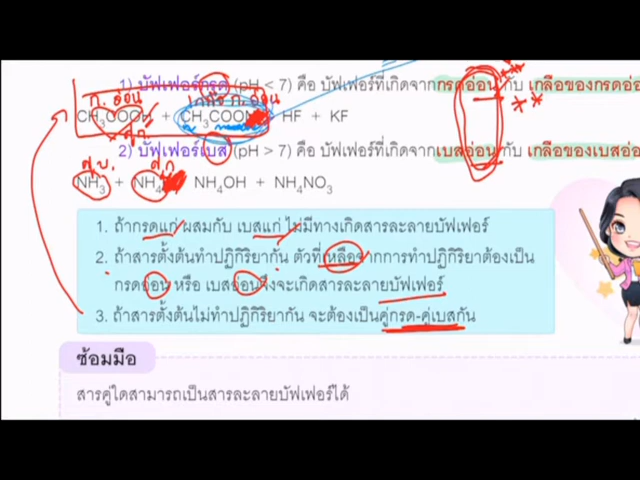 1) บัฟเฟอร์กรด (pH < 7) คือ บัฟเฟอร์ที่เกิดจากกรดอ่อน กับ เกลือของกรดอ่อ
ก. อ่อน เกลือ ก. อ่อน
CH₃COOH + CH₃COO HF + KF
คู่ ก.
2) บัฟเฟอร์เบส (pH > 7) คือ บัฟเฟอร์ที่เกิดจากเบสอ่อน กับ เกลือของเบสอ่อ
คู่ บ. คู่ ก
NH₃ + NH₄ NH₄OH + NH₄NO₃
1. ถ้ากรดแก่ ผสมกับ เบสแก่ ไม่มีทางเกิดสารละลายบัฟเฟอร์
2. ถ้าสารตั้งต้นทำปฏิกิริยากัน ตัวที่เหลือจากการทำปฏิกิริยาต้องเป็น
กรดอ่อน หรือ เบสอ่อนจึงจะเกิดสารละลายบัฟเฟอร์
3. ถ้าสารตั้งต้นไม่ทำปฏิกิริยากัน จะต้องเป็นคู่กรด-คู่เบสกัน
ซ้อมมือ
สารคู่ใดสามารถเป็นสารละลายบัฟเฟอร์ได้